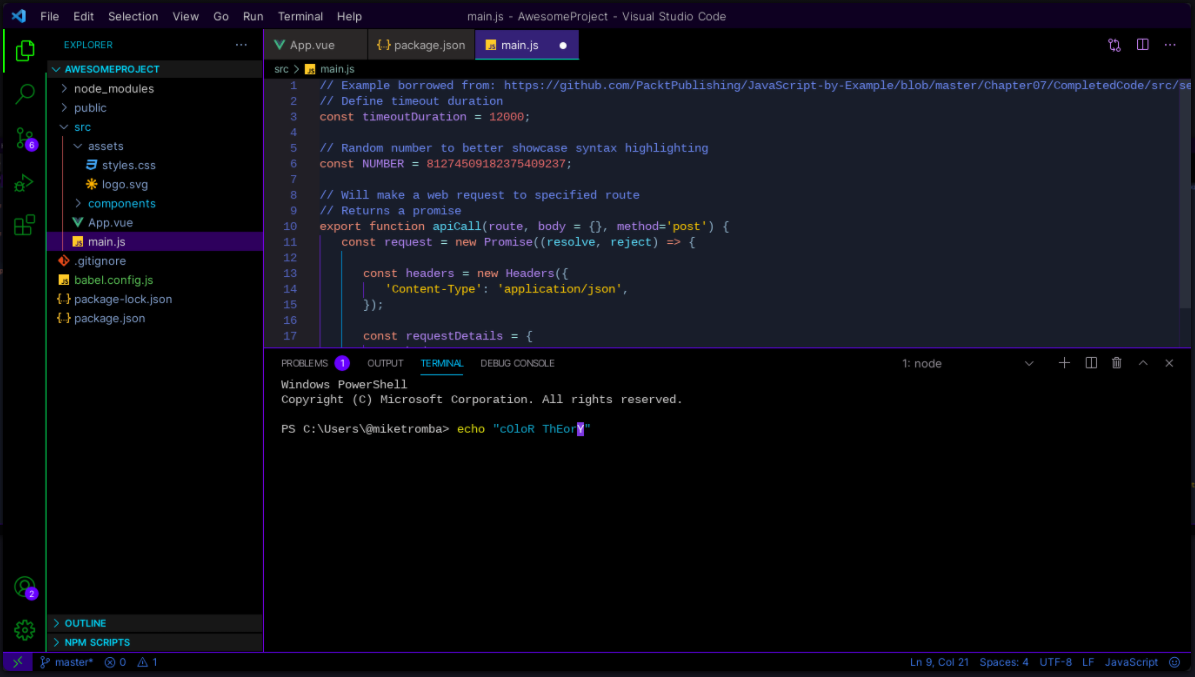 File Edit Selection View Go Run Terminal Help main.js - AwesomeProject - Visual Studio Code
EXPLORER ···
AWESOMEPROJECT
node_modules
public
src
assets
styles.css
logo.svg
components
App.vue
main.js
.gitignore
babel.config.js
package-lock.json
package.json
OUTLINE
NPM SCRIPTS
6
2
App.vue {..} package.json JS main.js
src > JS main.js
1 // Example borrowed from: https://github.com/PacktPublishing/JavaScript-by-Example/blob/master/Chapter07/CompletedCode/src/se
2 // Define timeout duration
3 const timeoutDuration = 12000;
4
5 // Random number to better showcase syntax highlighting
6 const NUMBER = 81274509182375409237;
7
8 // Will make a web request to specified route
9 // Returns a promise
10 export function apiCall(route, body = {}, method='post') {
11 const request = new Promise((resolve, reject) => {
12
13 const headers = new Headers({
14 'Content-Type': 'application/json',
15 });
16
17 const requestDetails = {
PROBLEMS 1 OUTPUT TERMINAL DEBUG CONSOLE 1: node
Windows PowerShell
Copyright (C) Microsoft Corporation. All rights reserved.
PS C:\Users\@miketromba> echo "cOloR ThEorY"
master* 0 1 Ln 9, Col 21 Spaces: 4 UTF-8 LF JavaScript